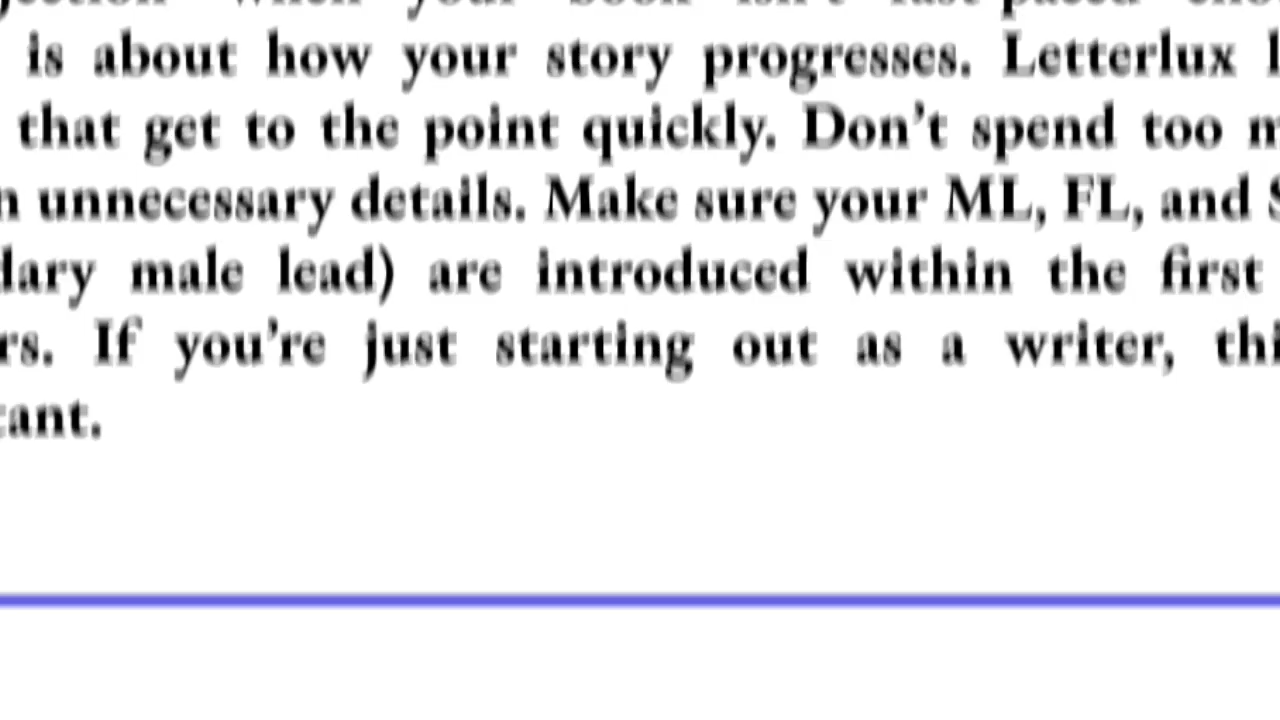 is about how your story progresses. Letterlux
that get to the point quickly. Don't spend too
unnecessary details. Make sure your ML, FL, and
male lead) are introduced within the first
If you're just starting out as a writer,